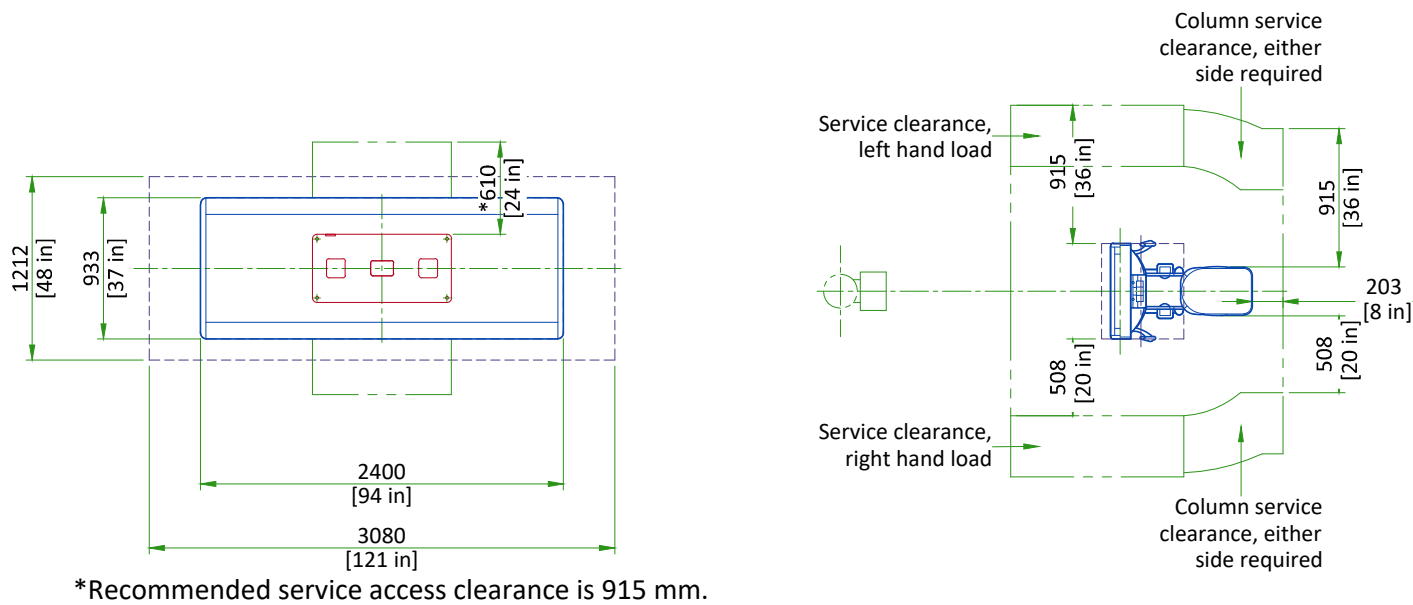 *610
[24 in]
1212
[48 in]
933
[37 in]
2400
[94 in]
3080
[121 in]
*Recommended service access clearance is 915 mm.
Column service
clearance, either
side required
Service clearance,
left hand load
915
[36 in]
915
[36 in]
203
[8 in]
508
[20 in]
508
[20 in]
Service clearance,
right hand load
Column service
clearance, either
side required